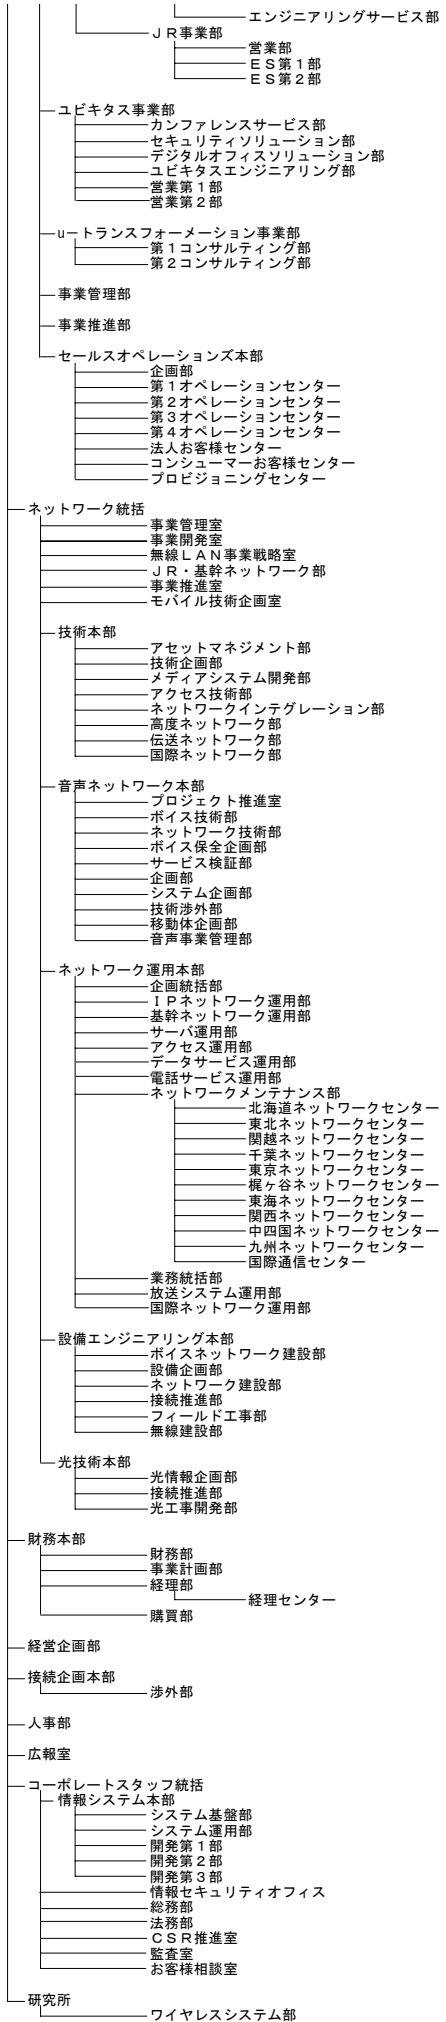 エンジニアリングサービス部
ＪＲ事業部
営業部
ＥＳ第１部
ＥＳ第２部
ユビキタス事業部
カンファレンスサービス部
セキュリティソリューション部
デジタルオフィスソリューション部
ユビキタスエンジニアリング部
営業第１部
営業第２部
u－トランスフォーメーション事業部
第１コンサルティング部
第２コンサルティング部
事業管理部
事業推進部
セールスオペレーションズ本部
企画部
第１オペレーションセンター
第２オペレーションセンター
第３オペレーションセンター
第４オペレーションセンター
法人お客様センター
コンシューマーお客様センター
プロビジョニングセンター
ネットワーク統括
事業管理室
事業開発室
無線ＬＡＮ事業戦略室
ＪＲ・基幹ネットワーク部
事業推進室
モバイル技術企画室
技術本部
アセットマネジメント部
技術企画部
メディアシステム開発部
アクセス技術部
ネットワークインテグレーション部
高度ネットワーク部
伝送ネットワーク部
国際ネットワーク部
音声ネットワーク本部
プロジェクト推進室
ボイス技術部
ネットワーク技術部
ボイス保全企画部
サービス検証部
企画部
システム企画部
技術渉外部
移動体企画部
音声事業管理部
ネットワーク運用本部
企画統括部
ＩＰネットワーク運用部
基幹ネットワーク運用部
サーバ運用部
アクセス運用部
データサービス運用部
電話サービス運用部
ネットワークメンテナンス部
北海道ネットワークセンター
東北ネットワークセンター
関越ネットワークセンター
千葉ネットワークセンター
東京ネットワークセンター
梶ヶ谷ネットワークセンター
東海ネットワークセンター
関西ネットワークセンター
中四国ネットワークセンター
九州ネットワークセンター
国際通信センター
業務統括部
放送システム運用部
国際ネットワーク運用部
設備エンジニアリング本部
ボイスネットワーク建設部
設備企画部
ネットワーク建設部
接続推進部
フィールド工事部
無線建設部
光技術本部
光情報企画部
接続推進部
光工事開発部
財務本部
財務部
事業計画部
経理部
経理センター
購買部
経営企画部
接続企画本部
渉外部
人事部
広報室
コーポレートスタッフ統括
情報システム本部
システム基盤部
システム運用部
開発第１部
開発第２部
開発第３部
情報セキュリティオフィス
総務部
法務部
ＣＳＲ推進室
監査室
お客様相談室
研究所
ワイヤレスシステム部